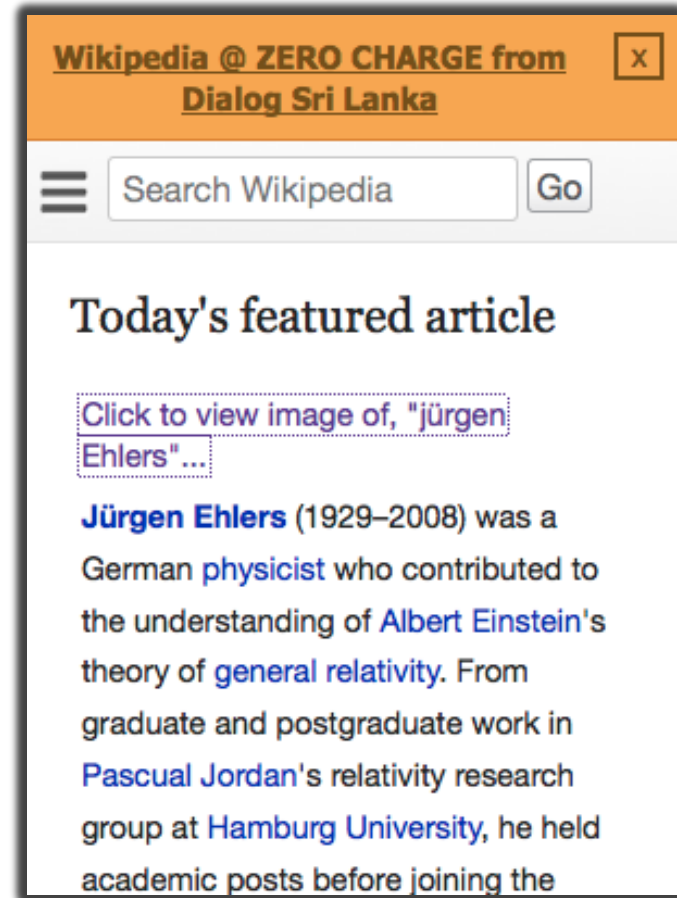 Wikipedia @ ZERO CHARGE from
Dialog Sri Lanka
x
Search Wikipedia
Go
Today's featured article
Click to view image of, "jürgen
Ehlers"...
Jürgen Ehlers (1929–2008) was a
German physicist who contributed to
the understanding of Albert Einstein's
theory of general relativity. From
graduate and postgraduate work in
Pascual Jordan's relativity research
group at Hamburg University, he held
academic posts before joining the